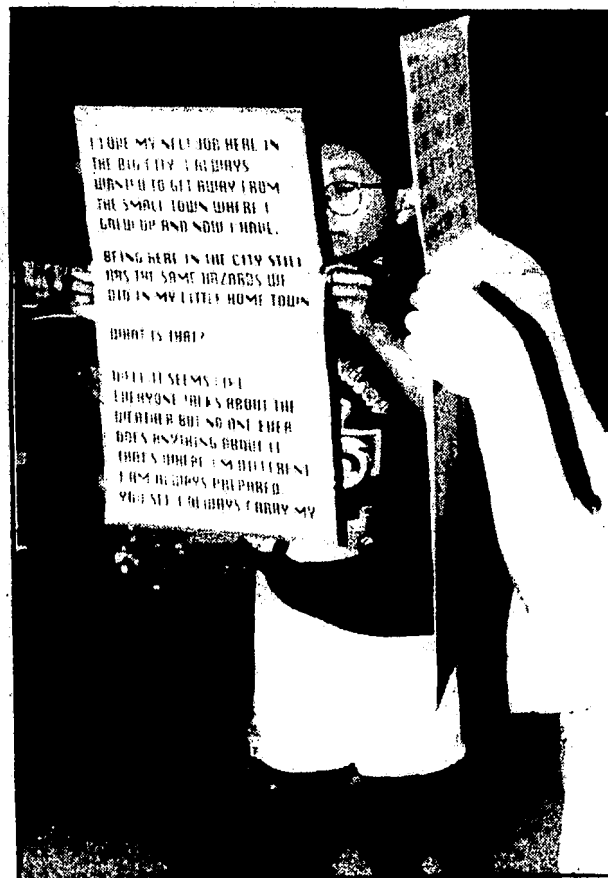 I LOVE MY NEW JOB HERE IN
THE BIG CITY. I ALWAYS
WANTED TO GET AWAY FROM
THE SMALL TOWN WHERE I
GREW UP AND NOW I HAVE.
BEING HERE IN THE CITY STILL
HAS THE SAME HAZARDS WE
DID IN MY LITTLE HOME TOWN
WHAT IS THAT?
WELL IT SEEMS LIKE
EVERYONE TALKS ABOUT THE
WEATHER BUT NO ONE EVER
DOES ANYTHING ABOUT IT
THAT'S WHERE I'M DIFFERENT
I AM ALWAYS PREPARED.
YOU SEE I ALWAYS CARRY MY